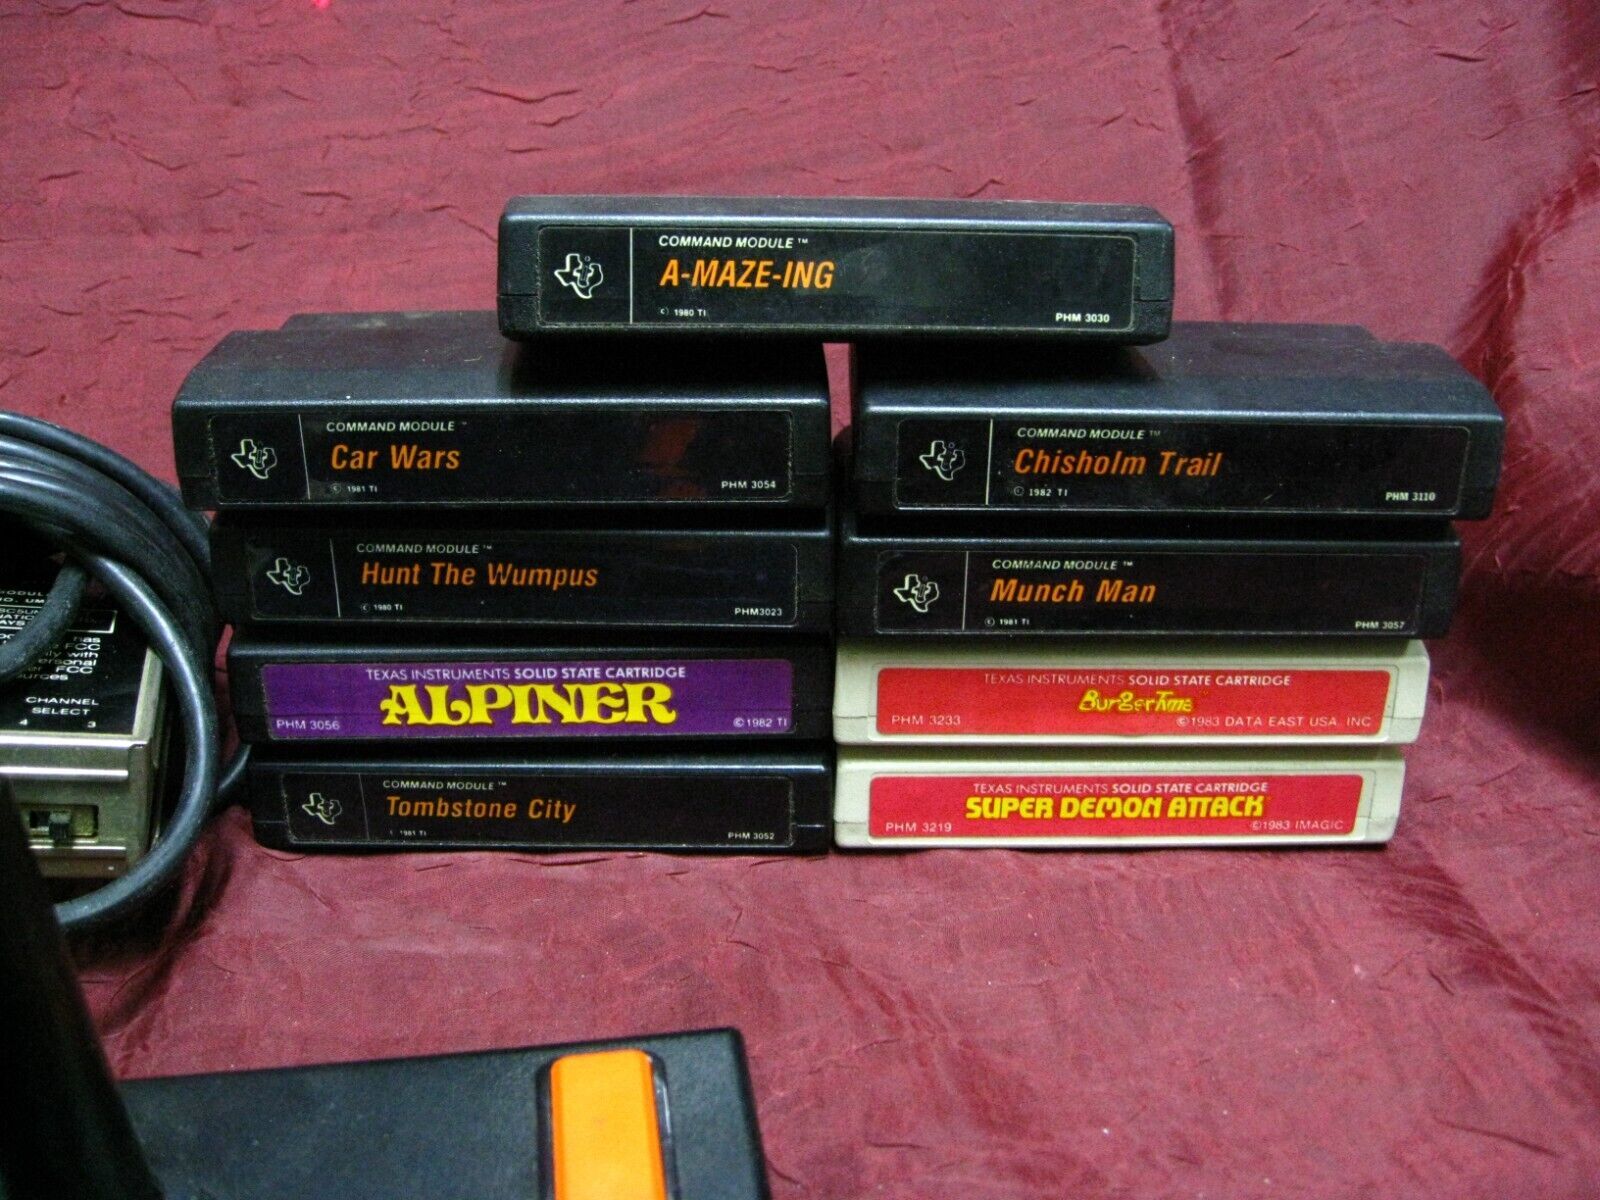 COMMAND MODULE™
A-MAZE-ING
© 1980 TI
PHM 3030
COMMAND MODULE™
Car Wars
© 1981 TI
PHM 3054
COMMAND MODULE™
Chisholm Trail
© 1982 TI
PHM 3110
COMMAND MODULE™
Hunt The Wumpus
© 1980 TI
PHM3023
COMMAND MODULE™
Munch Man
© 1981 TI
PHM 3057
TEXAS INSTRUMENTS SOLID STATE CARTRIDGE
ALPINER
PHM 3056
© 1982 TI
TEXAS INSTRUMENTS SOLID STATE CARTRIDGE
BurgerTime
PHM 3233
©1983 DATA EAST USA, INC
COMMAND MODULE™
Tombstone City
1981 TI
PHM 3052
TEXAS INSTRUMENTS SOLID STATE CARTRIDGE
SUPER DEMON ATTACK
PHM 3219
©1983 IMAGIC
has
FCC
with
FCC
CHANNEL
SELECT
4 3